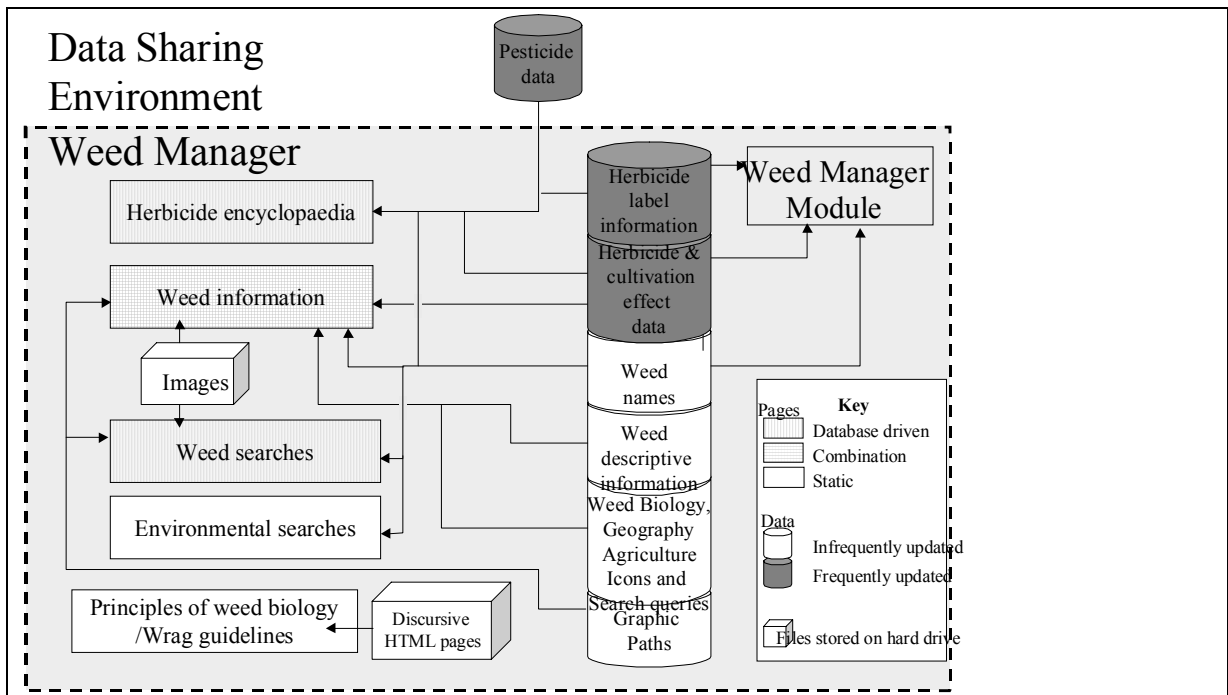 Data Sharing
Environment
Pesticide
data
Weed Manager
Herbicide encyclopaedia
Weed information
Images
Weed searches
Environmental searches
Principles of weed biology
/Wrag guidelines
Discursive
HTML pages
Herbicide
label
information
Herbicide &
cultivation
effect
data
Weed
names
Weed
descriptive
information
Weed Biology,
Geography
Agriculture
Icons and
Search queries
Graphic
Paths
Weed Manager
Module
Key
Pages
Database driven
Combination
Static
Data
Infrequently updated
Frequently updated
Files stored on hard drive